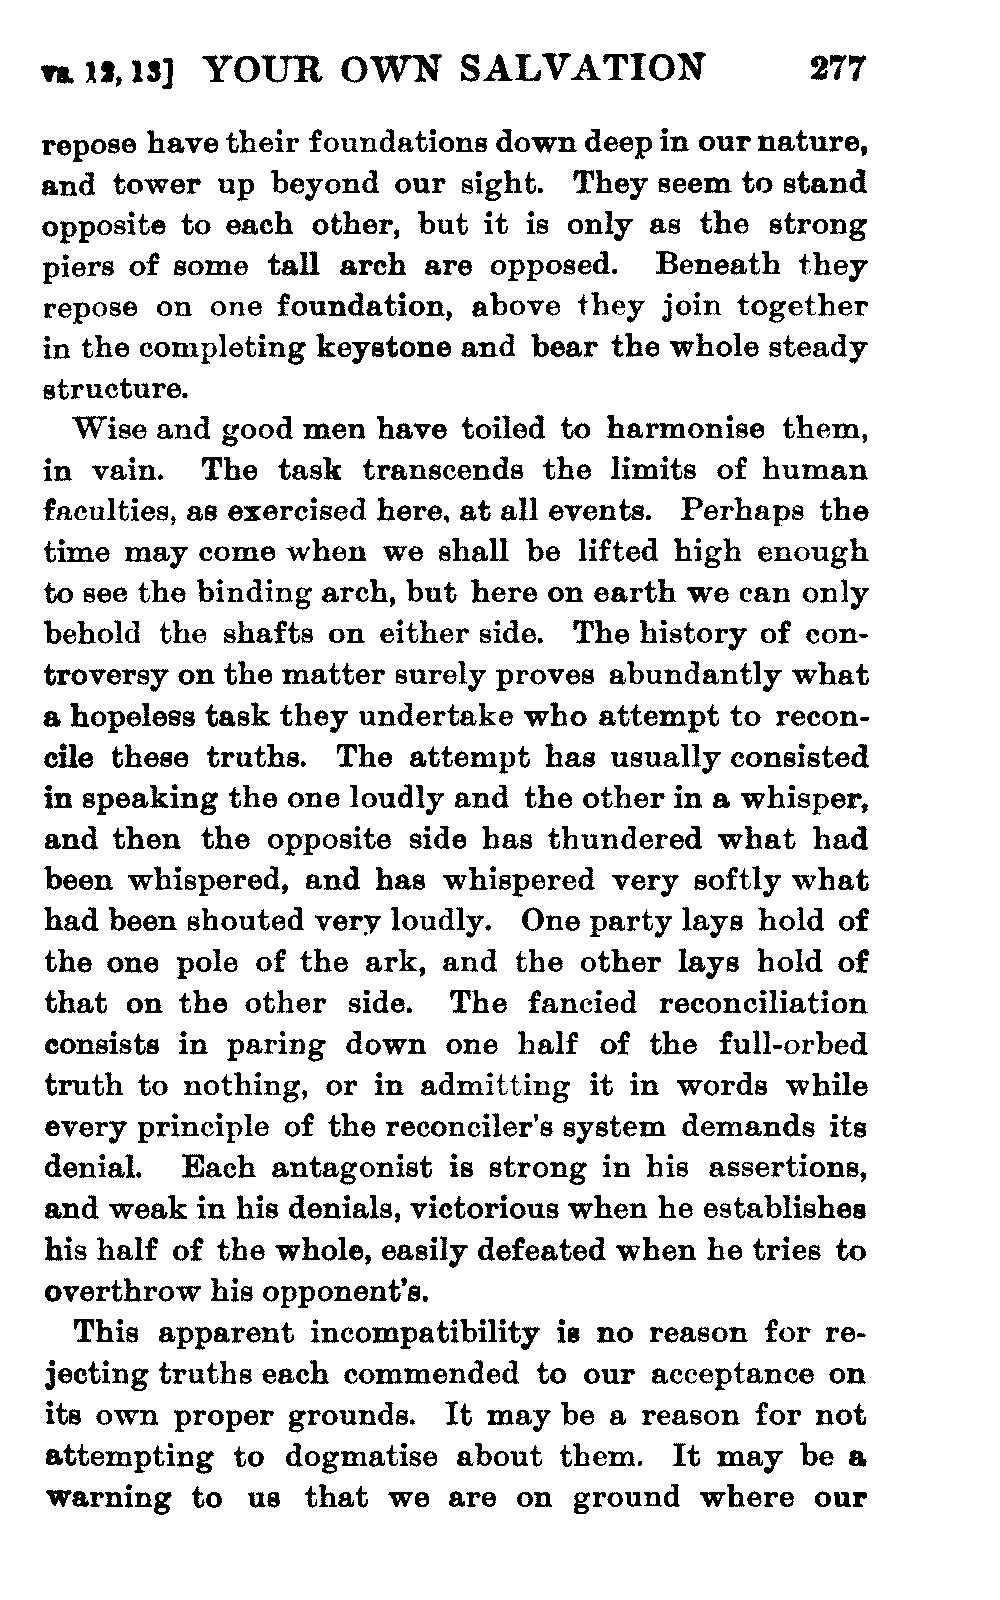 vs. 12, 13] YOUR OWN SALVATION 277
repose have their foundations down deep in our nature,
and tower up beyond our sight. They seem to stand
opposite to each other, but it is only as the strong
piers of some tall arch are opposed. Beneath they
repose on one foundation, above they join together
in the completing keystone and bear the whole steady
structure.
Wise and good men have toiled to harmonise them,
in vain. The task transcends the limits of human
faculties, as exercised here, at all events. Perhaps the
time may come when we shall be lifted high enough
to see the binding arch, but here on earth we can only
behold the shafts on either side. The history of con-
troversy on the matter surely proves abundantly what
a hopeless task they undertake who attempt to recon-
cile these truths. The attempt has usually consisted
in speaking the one loudly and the other in a whisper,
and then the opposite side has thundered what had
been whispered, and has whispered very softly what
had been shouted very loudly. One party lays hold of
the one pole of the ark, and the other lays hold of
that on the other side. The fancied reconciliation
consists in paring down one half of the full-orbed
truth to nothing, or in admitting it in words while
every principle of the reconciler's system demands its
denial. Each antagonist is strong in his assertions,
and weak in his denials, victorious when he establishes
his half of the whole, easily defeated when he tries to
overthrow his opponent's.
This apparent incompatibility is no reason for re-
jecting truths each commended to our acceptance on
its own proper grounds. It may be a reason for not
attempting to dogmatise about them. It may be a
warning to us that we are on ground where our